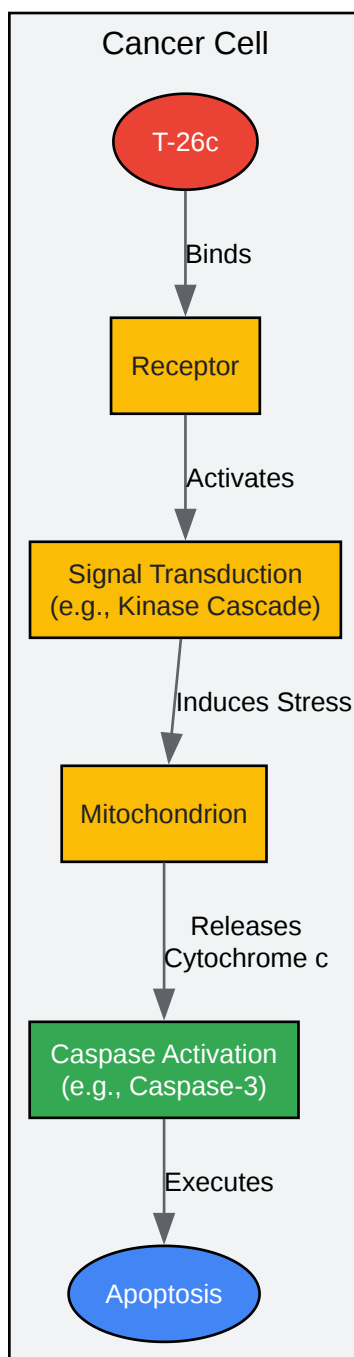 Cancer Cell
T-26c
Binds
Receptor
Activates
Signal Transduction
(e.g., Kinase Cascade)
Induces Stress
Mitochondrion
Releases
Cytochrome c
Caspase Activation
(e.g., Caspase-3)
Executes
Apoptosis